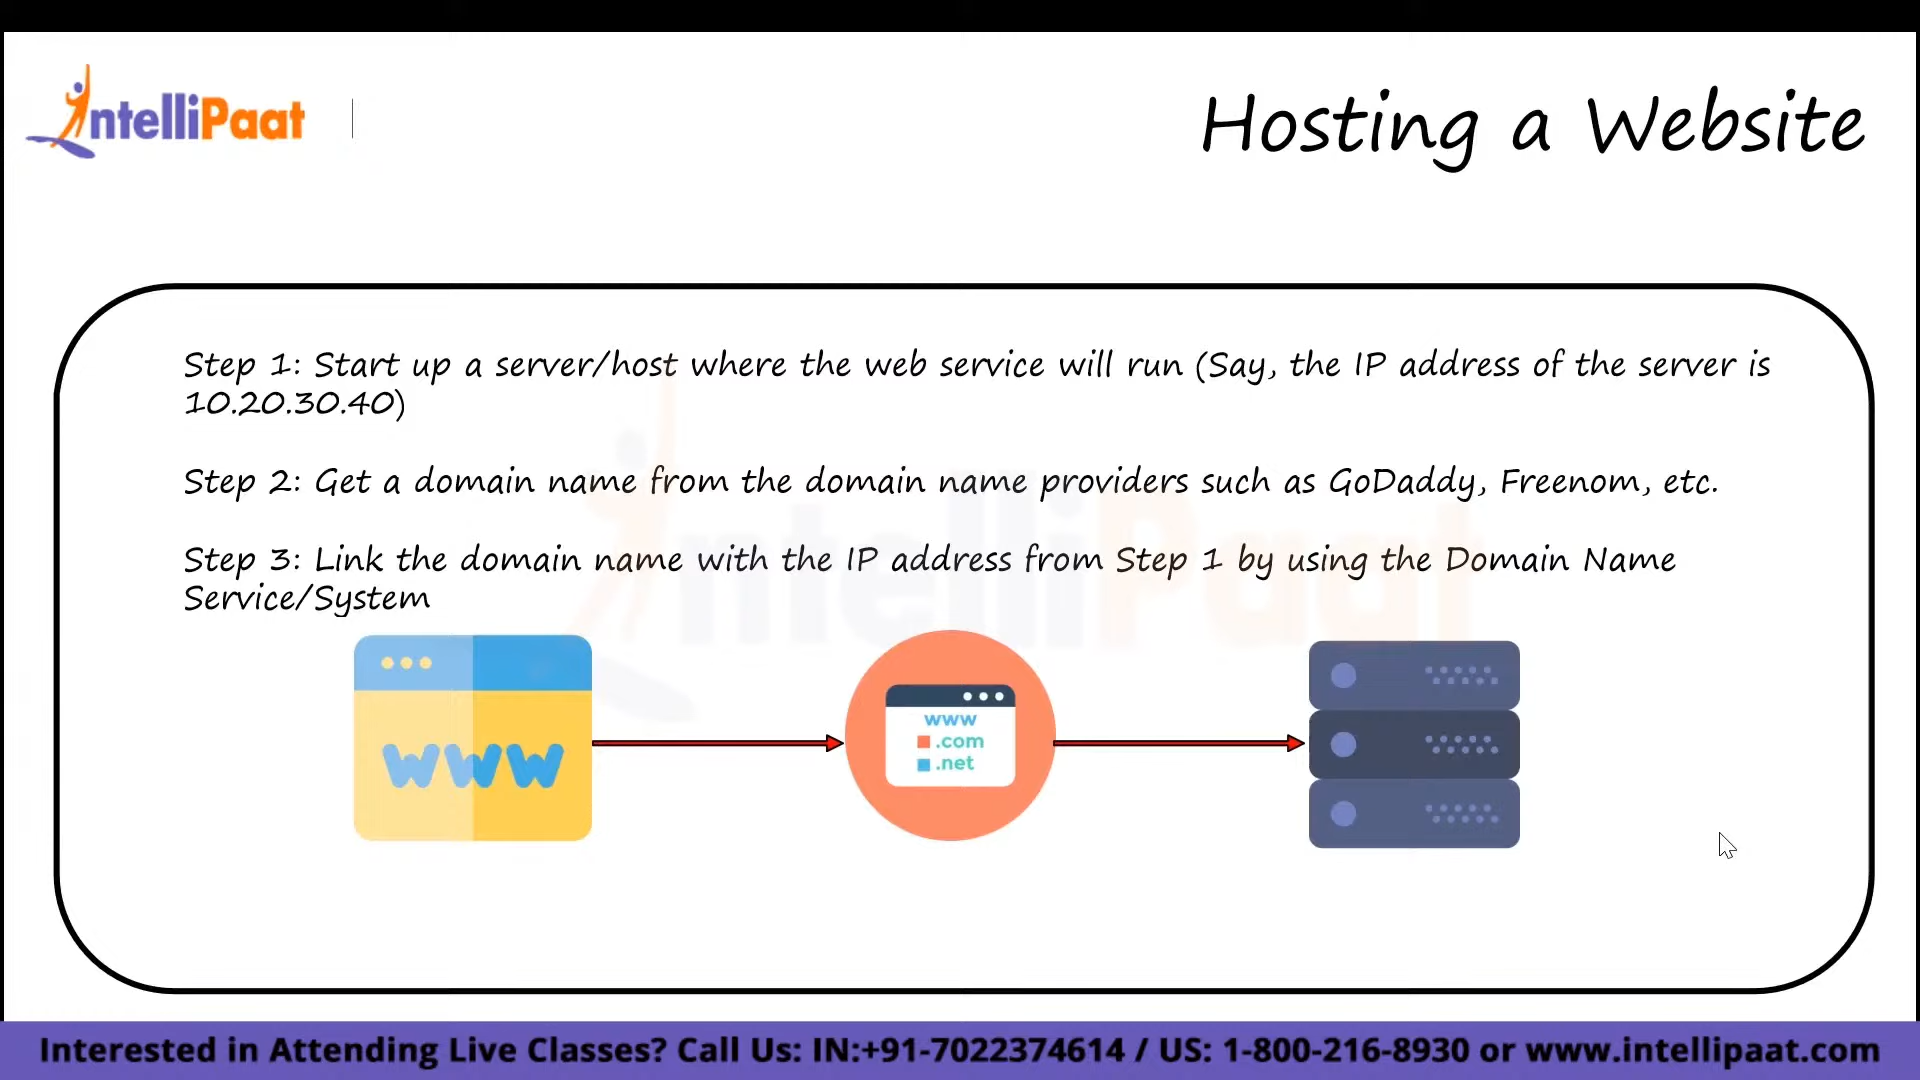 IntelliPaat
Hosting a Website
Step 1: Start up a server/host where the web service will run (Say, the IP address of the server is
10.20.30.40)
Step 2: Get a domain name from the domain name providers such as GoDaddy, Freenom, etc.
Step 3: Link the domain name with the IP address from Step 1 by using the Domain Name
Service/System
www
www
.com
.net
IntelliPaat
Interested in Attending Live Classes? Call Us: IN:+91-7022374614 / US: 1-800-216-8930 or www.intellipaat.com